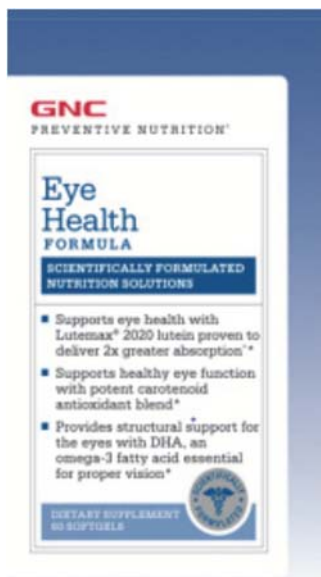 GNC
PREVENTIVE NUTRITION®
Eye
Health
FORMULA
SCIENTIFICALLY FORMULATED
NUTRITION SOLUTIONS
■ Supports eye health with
Lutemax® 2020 lutein proven to
deliver 2x greater absorption^*
■ Supports healthy eye function
with potent carotenoid
antioxidant blend*
■ Provides structural support for
the eyes with DHA, an
omega-3 fatty acid essential
for proper vision*
DIETARY SUPPLEMENT
60 SOFTGELS
SCIENTIFICALLY
FORMULATED